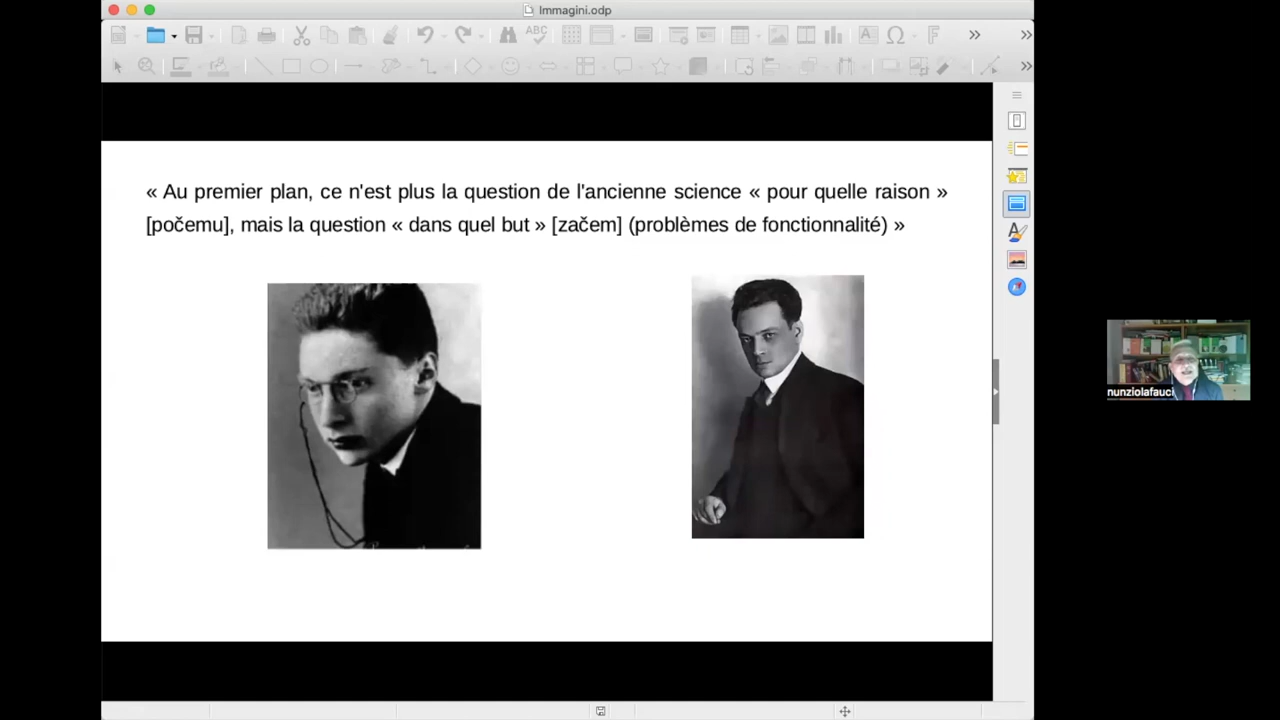 Immagini.odp
ABC
« Au premier plan, ce n'est plus la question de l'ancienne science « pour quelle raison »
[počemu], mais la question « dans quel but » [začem] (problèmes de fonctionnalité) »
nunziolafauci